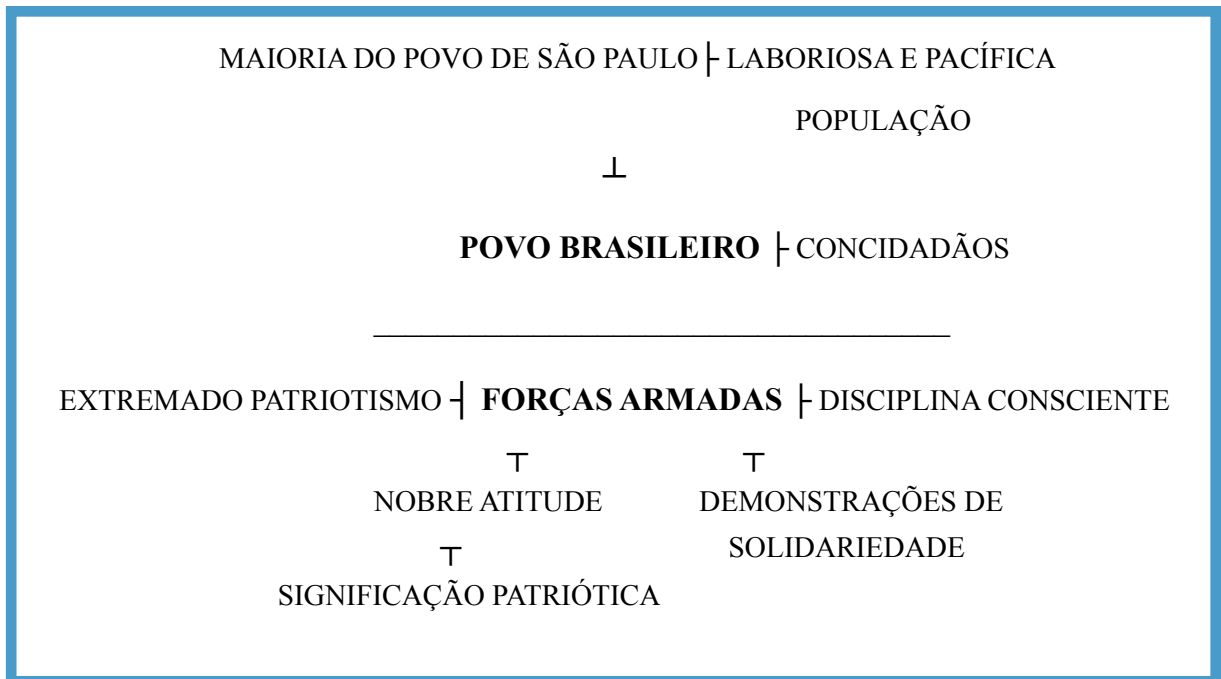 MAIORIA DO POVO DE SÃO PAULO├ LABORIOSA E PACÍFICA
POPULAÇÃO
┴
POVO BRASILEIRO ├ CONCIDADÃOS
EXTREMADO PATRIOTISMO ┤ FORÇAS ARMADAS ├ DISCIPLINA CONSCIENTE
┬ ┬
NOBRE ATITUDE DEMONSTRAÇÕES DE
SOLIDARIEDADE
┬
SIGNIFICAÇÃO PATRIÓTICA